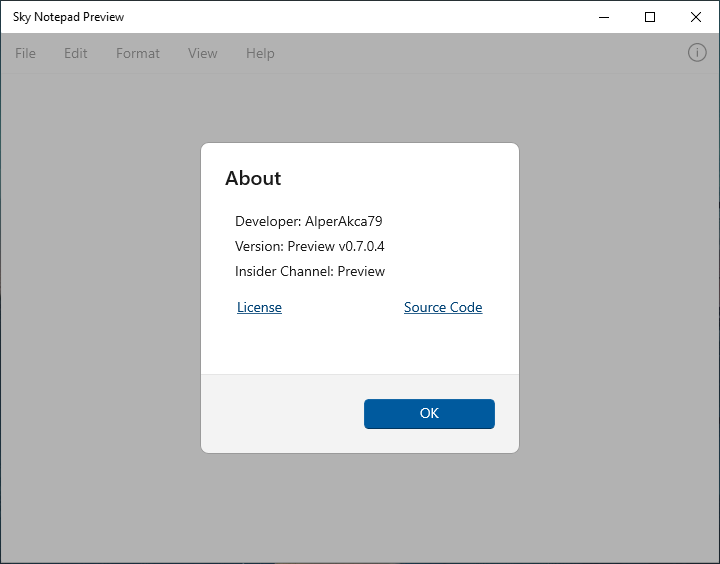 Sky Notepad Preview
File Edit Format View Help
About
Developer: AlperAkca79
Version: Preview v0.7.0.4
Insider Channel: Preview
License Source Code
OK